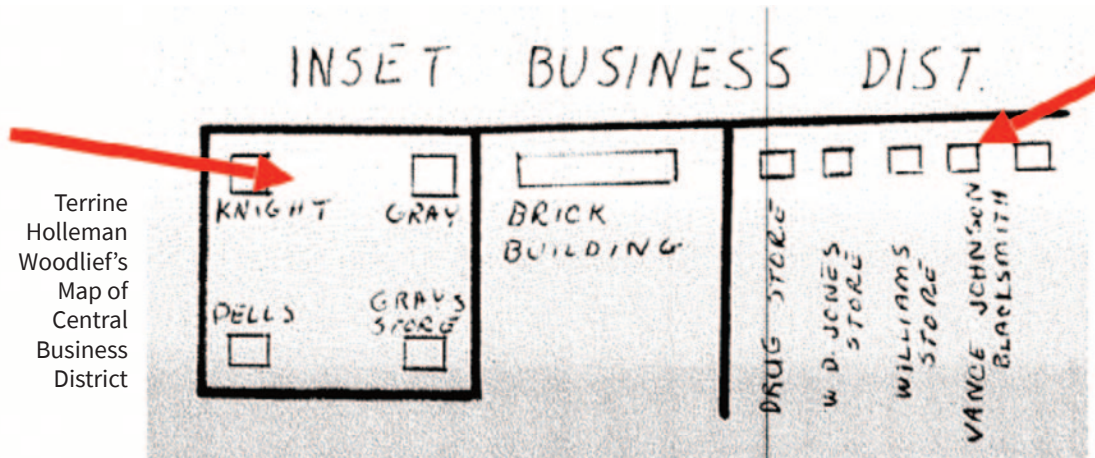 INSET BUSINESS DIST.
Terrine
Holleman
Woodlief's
Map of
Central
Business
District
KNIGHT
GRAY
PELLS
GRAYS
STORE
BRICK
BUILDING
DRUG STORE
W. D. JONES
STORE
WILLIAMS
STORE
VANCE JOHNSON
BLACKSMITH